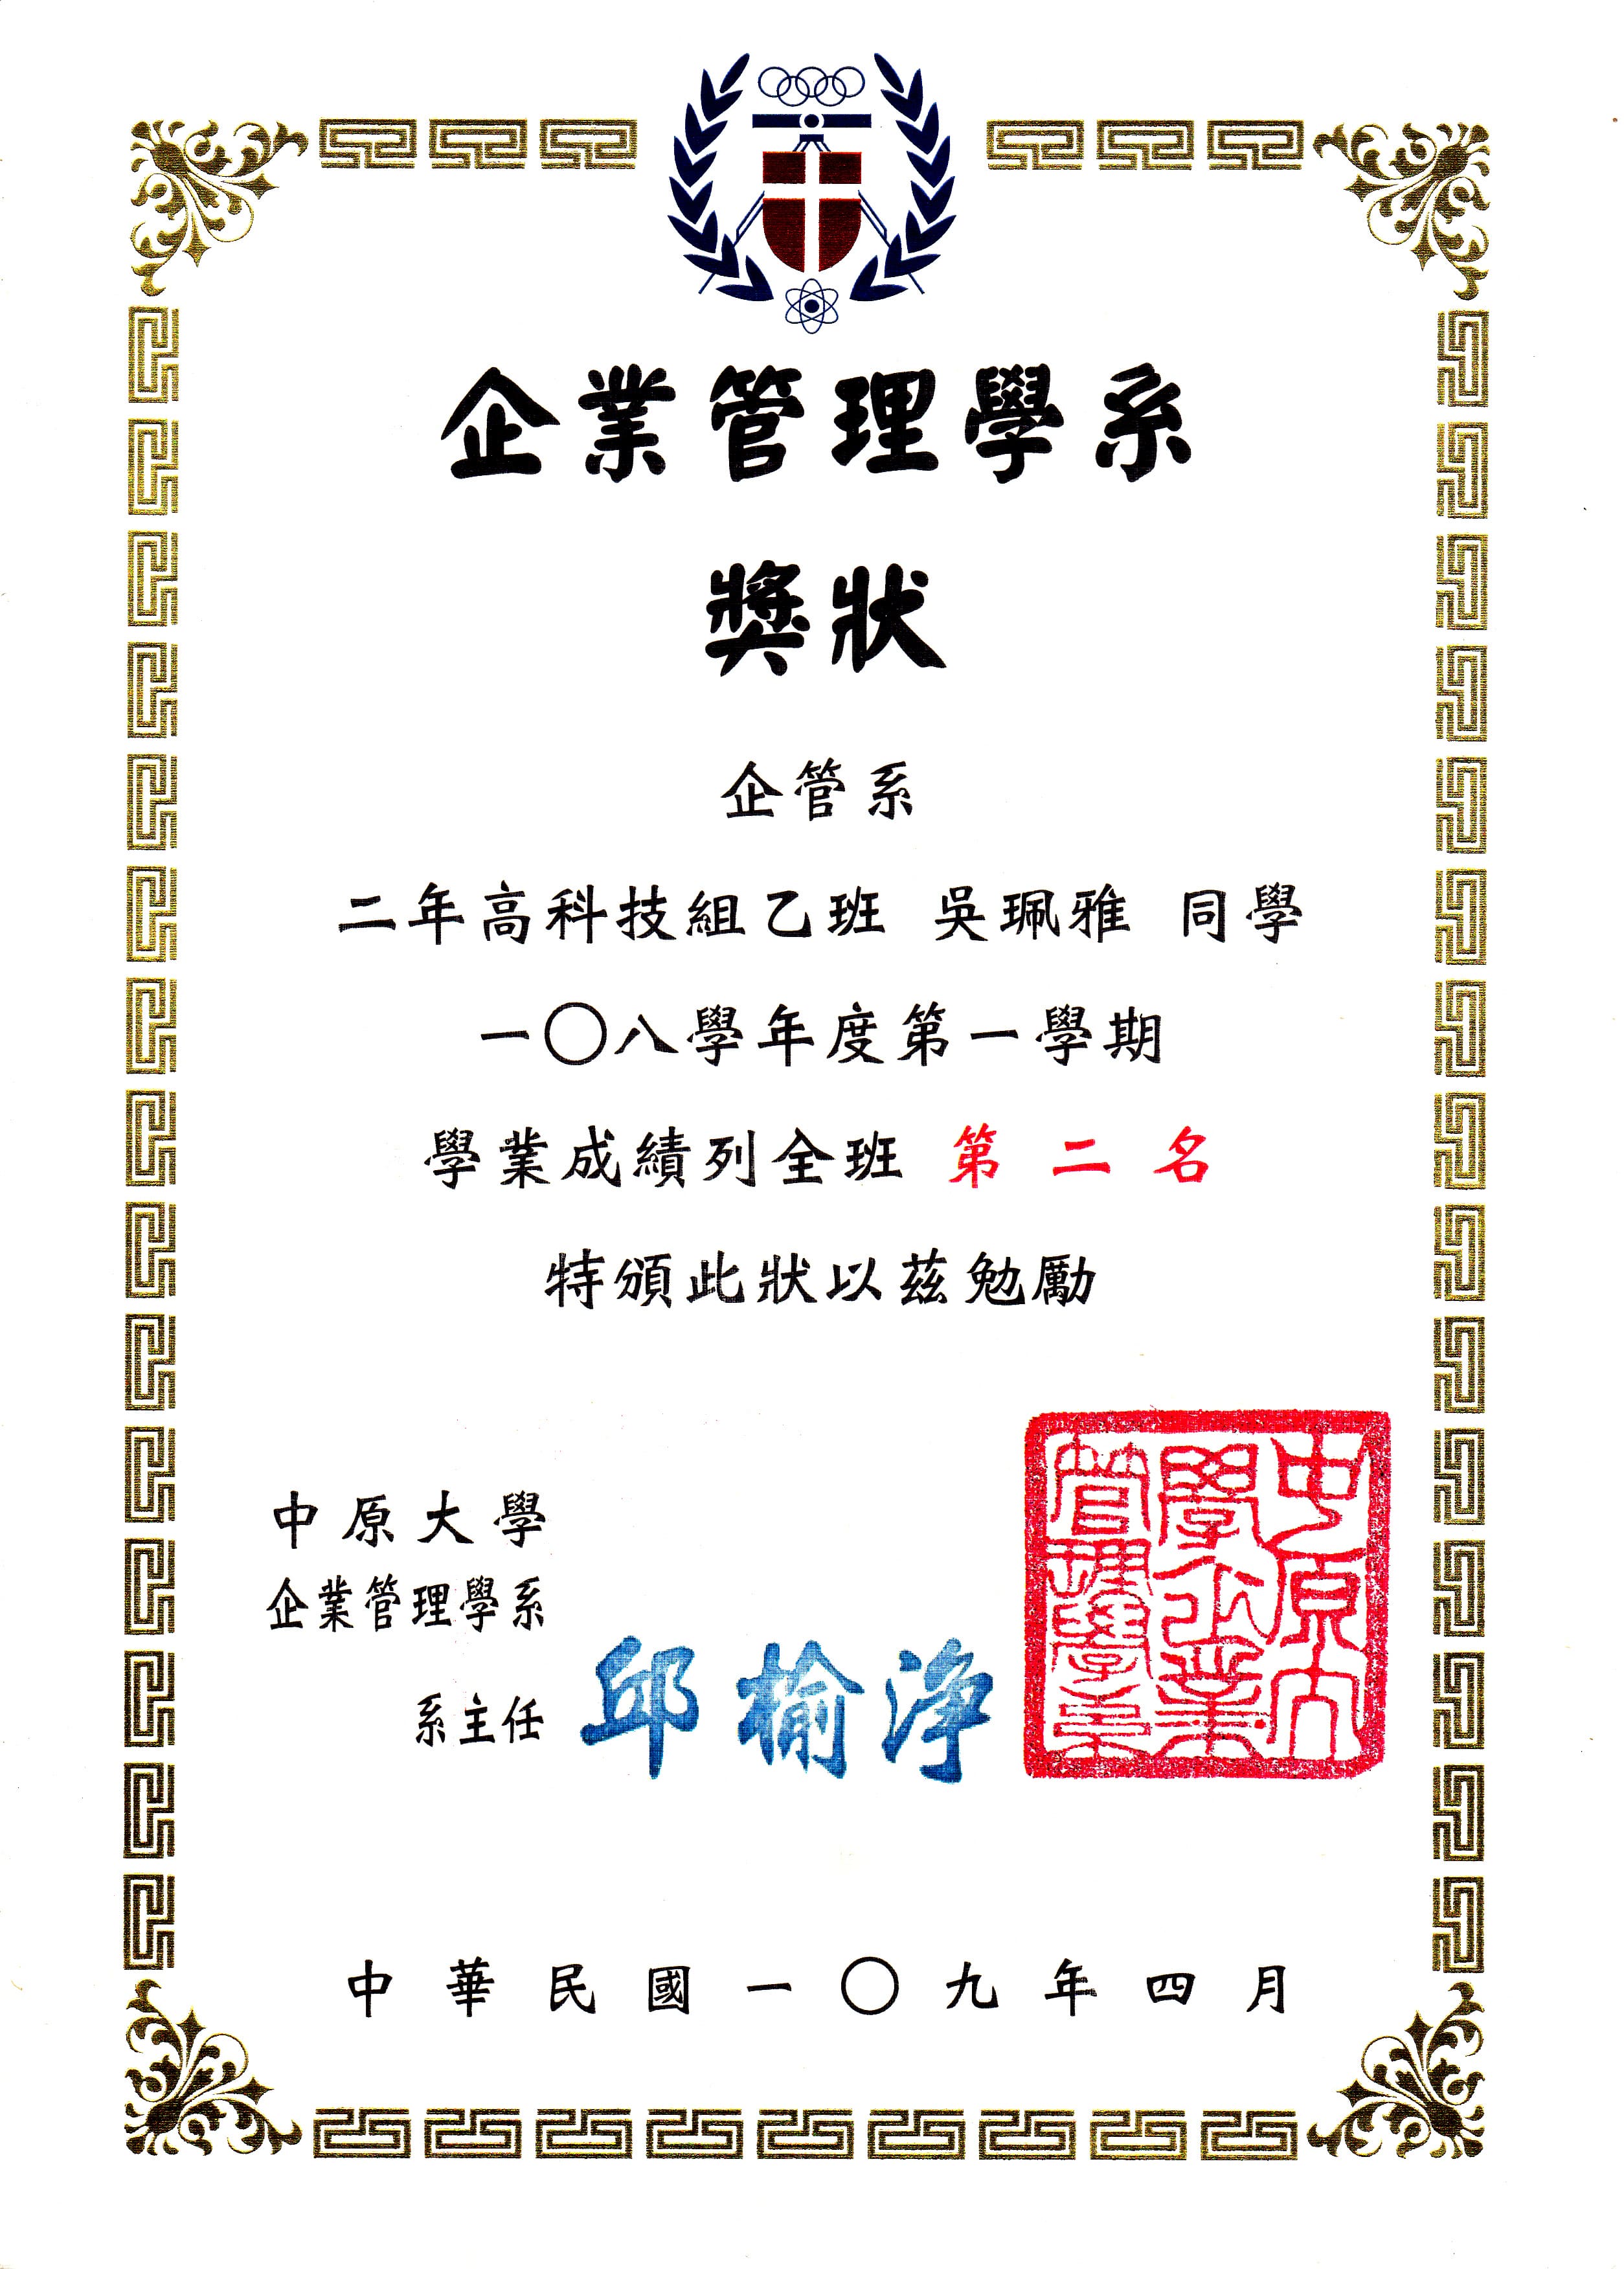 企業管理學系
獎狀
企管系
二年高科技組乙班 吳珮雅 同學
一〇八學年度第一學期
學業成績列全班 第二名
特頒此狀以茲勉勵
中原大學
企業管理學系
系主任 邱榆淨
中原大學企業管理學系
中華民國一〇九年四月